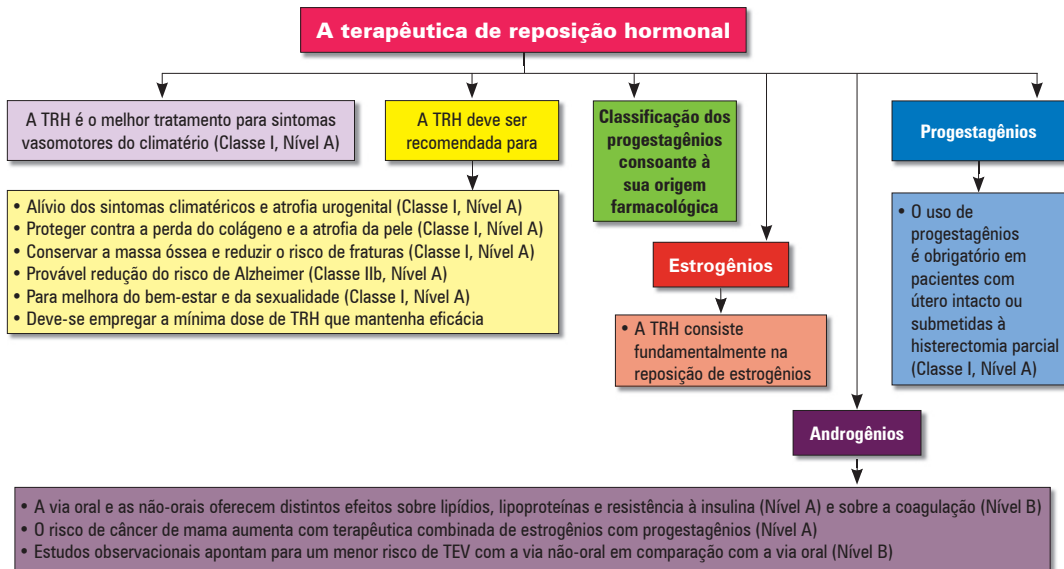 A terapêutica de reposição hormonal
A TRH é o melhor tratamento para sintomas
vasomotores do climatério (Classe I, Nível A)
A TRH deve ser
recomendada para
Classificação dos
progestagênios
consoante à
sua origem
farmacológica
Progestagênios
• Alívio dos sintomas climatéricos e atrofia urogenital (Classe I, Nível A)
• Proteger contra a perda do colágeno e a atrofia da pele (Classe I, Nível A)
• Conservar a massa óssea e reduzir o risco de fraturas (Classe I, Nível A)
• Provável redução do risco de Alzheimer (Classe IIb, Nível A)
• Para melhora do bem-estar e da sexualidade (Classe I, Nível A)
• Deve-se empregar a mínima dose de TRH que mantenha eficácia
Estrogênios
• A TRH consiste
fundamentalmente na
reposição de estrogênios
• O uso de
progestagênios
é obrigatório em
pacientes com
útero intacto ou
submetidas à
histerectomia parcial
(Classe I, Nível A)
Androgênios
• A via oral e as não-orais oferecem distintos efeitos sobre lipídios, lipoproteínas e resistência à insulina (Nível A) e sobre a coagulação (Nível B)
• O risco de câncer de mama aumenta com terapêutica combinada de estrogênios com progestagênios (Nível A)
• Estudos observacionais apontam para um menor risco de TEV com a via não-oral em comparação com a via oral (Nível B)